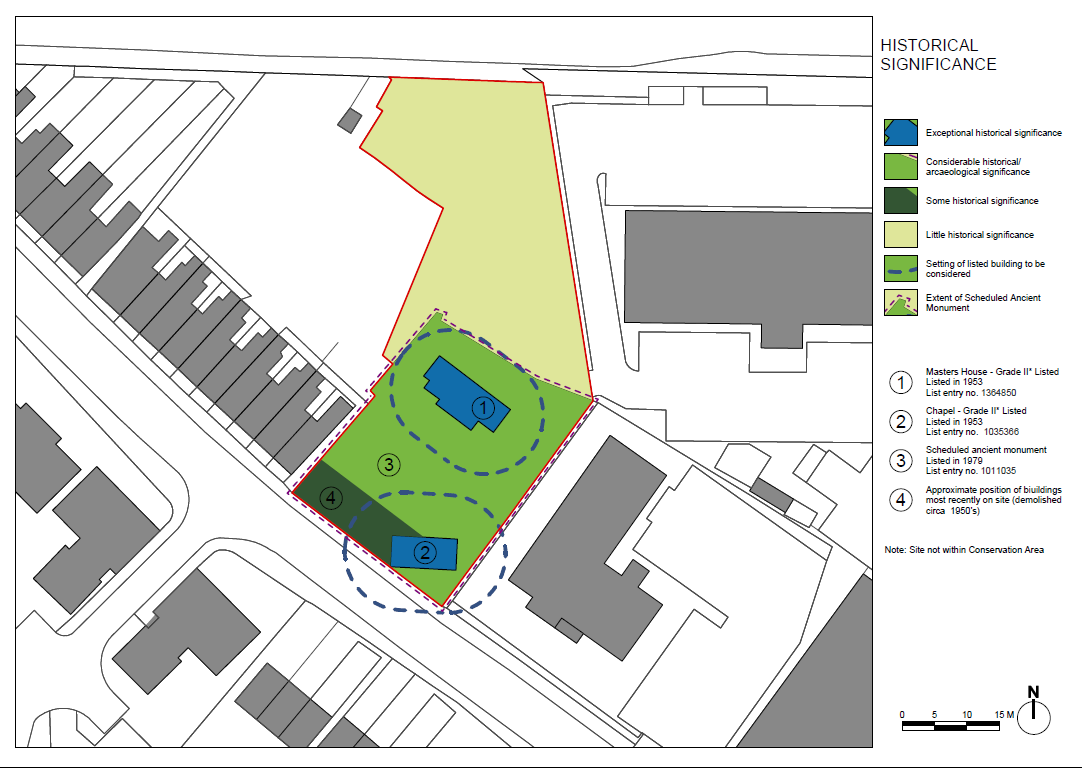 HISTORICAL
SIGNIFICANCE
Exceptional historical significance
Considerable historical/
arcaeological significance
Some historical significance
Little historical significance
Setting of listed building to be
considered
Extent of Scheduled Ancient
Monument
1
Masters House - Grade II* Listed
Listed in 1953
List entry no. 1364850
2
Chapel - Grade II* Listed
Listed in 1953
List entry no. 1035366
3
Scheduled ancient monument
Listed in 1979
List entry no. 1011035
4
Approximate position of biuildings
most recently on site (demolished
circa 1950's)
Note: Site not within Conservation Area
1
3
4
2
N
0 5 10 15 M